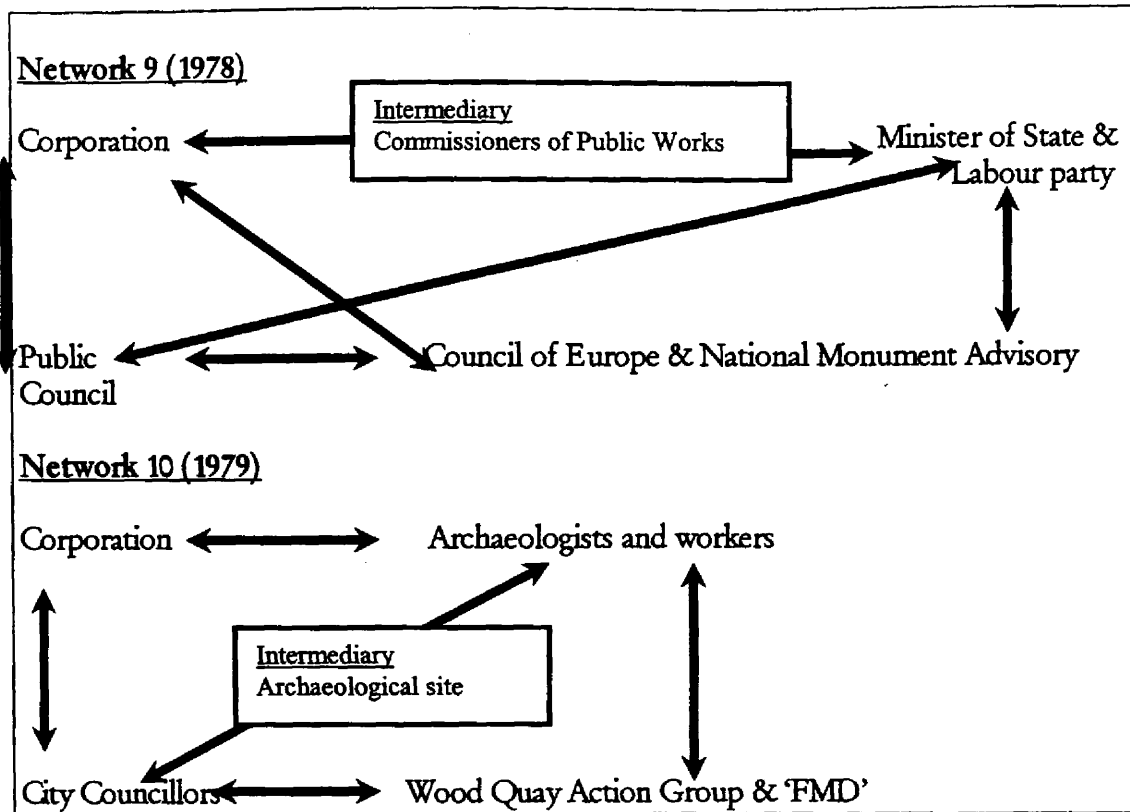 Network 9 (1978)
Intermediary
Corporation
Commissioners of Public Works
Minister of State &
Labour party
Public
Council of Europe & National Monument Advisory
Council
Network 10 (1979)
Corporation
Archaeologists and workers
Intermediary
Archaeological site
City Councillors
Wood Quay Action Group & ‘FMD’